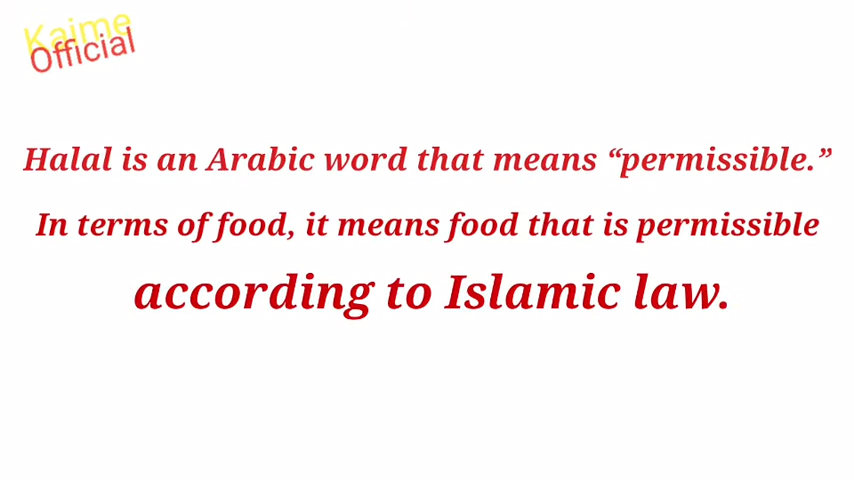 Kaime
Official
Halal is an Arabic word that means “permissible.”
In terms of food, it means food that is permissible
according to Islamic law.